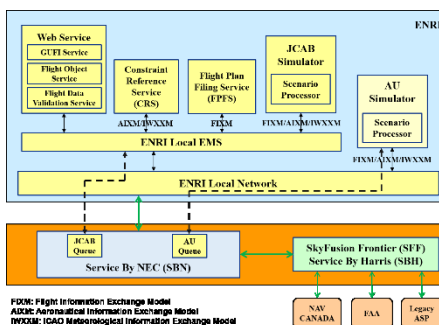 ENRI
Web Service
GUFI Service
Flight Object
Service
Flight Data
Validation Service
Constraint
Reference
Service
(CRS)
Flight Plan
Filing Service
(FPFS)
JCAB
Simulator
Scenario
Processor
AU
Simulator
Scenario
Processor
AIXM/IWXXM
FIXM
FIXM/AIXM/IWXXM
FIXM/AIXM/IWXXM
ENRI Local EMS
ENRI Local Network
JCAB
Queue
AU
Queue
Service By NEC (SBN)
SkyFusion Frontier (SFF)
Service By Harris (SBH)
NAV
CANADA
FAA
Legacy
ASP
FIXM: Flight Information Exchange Model
AIXM: Aeronautical Information Exchange Model
IWXXM: ICAO Meteorological Information Exchange Model